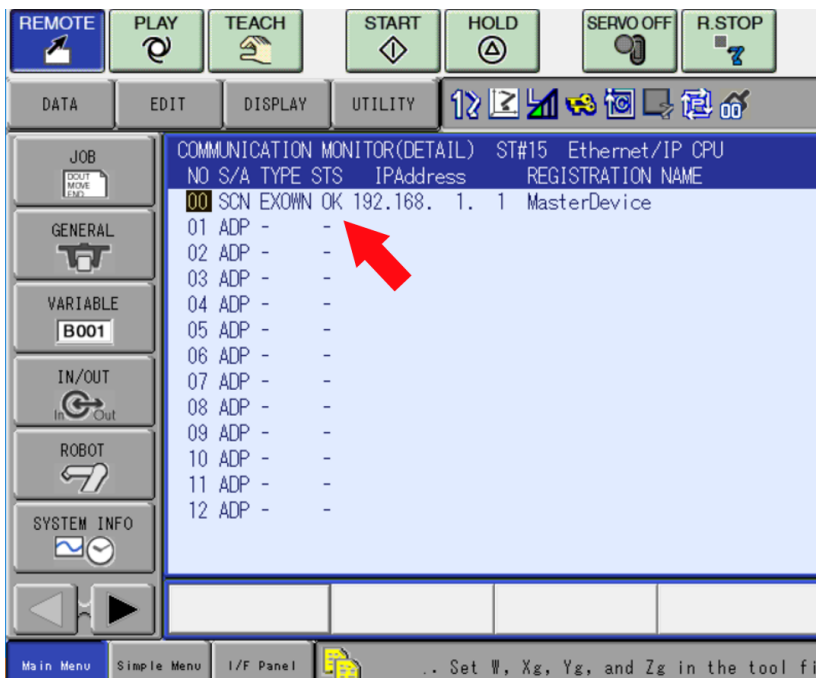 REMOTE PLAY TEACH START HOLD SERVO OFF R.STOP
DATA EDIT DISPLAY UTILITY
JOB
DOUT
MOVE
END
GENERAL
VARIABLE
B001
IN/OUT
In Out
ROBOT
SYSTEM INFO
COMMUNICATION MONITOR(DETAIL) ST#15 Ethernet/IP CPU
NO S/A TYPE STS IPAddress REGISTRATION NAME
00 SCN EXOWN OK 192.168. 1. 1 MasterDevice
01 ADP - -
02 ADP - -
03 ADP - -
04 ADP - -
05 ADP - -
06 ADP - -
07 ADP - -
08 ADP - -
09 ADP - -
10 ADP - -
11 ADP - -
12 ADP - -
Main Menu Simple Menu I/F Panel .. Set W, Xg, Yg, and Zg in the tool fi